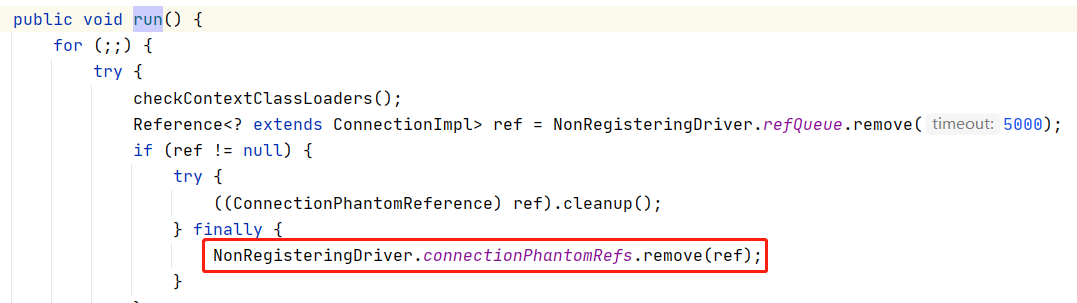 public void run() {
for (;;) {
try {
checkContextClassLoaders();
Reference<? extends ConnectionImpl> ref = NonRegisteringDriver.refQueue.remove( timeout: 5000);
if (ref != null) {
try {
((ConnectionPhantomReference) ref).cleanup();
} finally {
NonRegisteringDriver.connectionPhantomRefs.remove(ref);
}
}